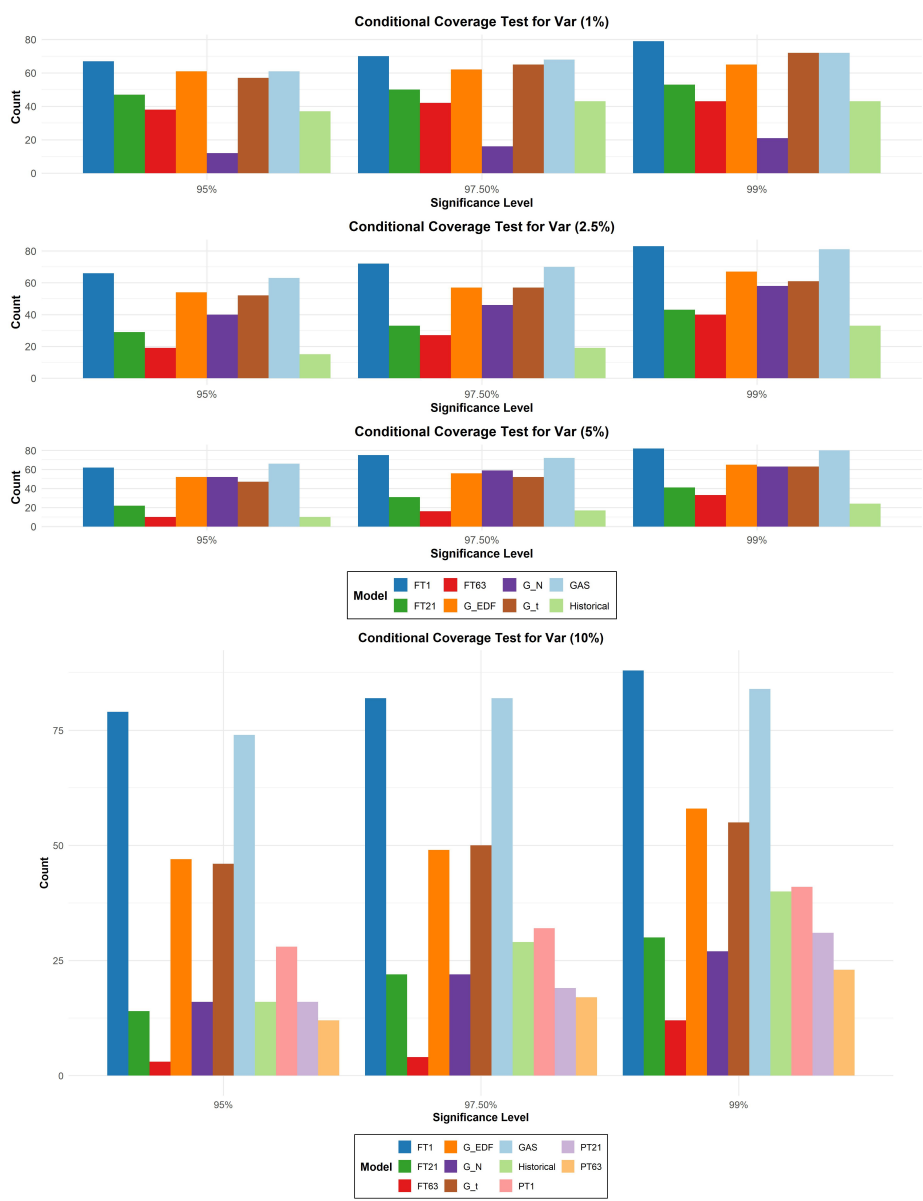 Conditional Coverage Test for Var (1%)
80
60
40
20
0
Count
95%
97.50%
99%
Significance Level
Conditional Coverage Test for Var (2.5%)
80
60
40
20
0
Count
95%
97.50%
99%
Significance Level
Conditional Coverage Test for Var (5%)
80
60
40
20
0
Count
95%
97.50%
99%
Significance Level
Model
FT1 FT63 G_N GAS
FT21 G_EDF G_t Historical
Conditional Coverage Test for Var (10%)
75
50
25
0
Count
95%
97.50%
99%
Significance Level
Model
FT1 G_EDF GAS PT21
FT21 G_N Historical PT63
FT63 G_t PT1